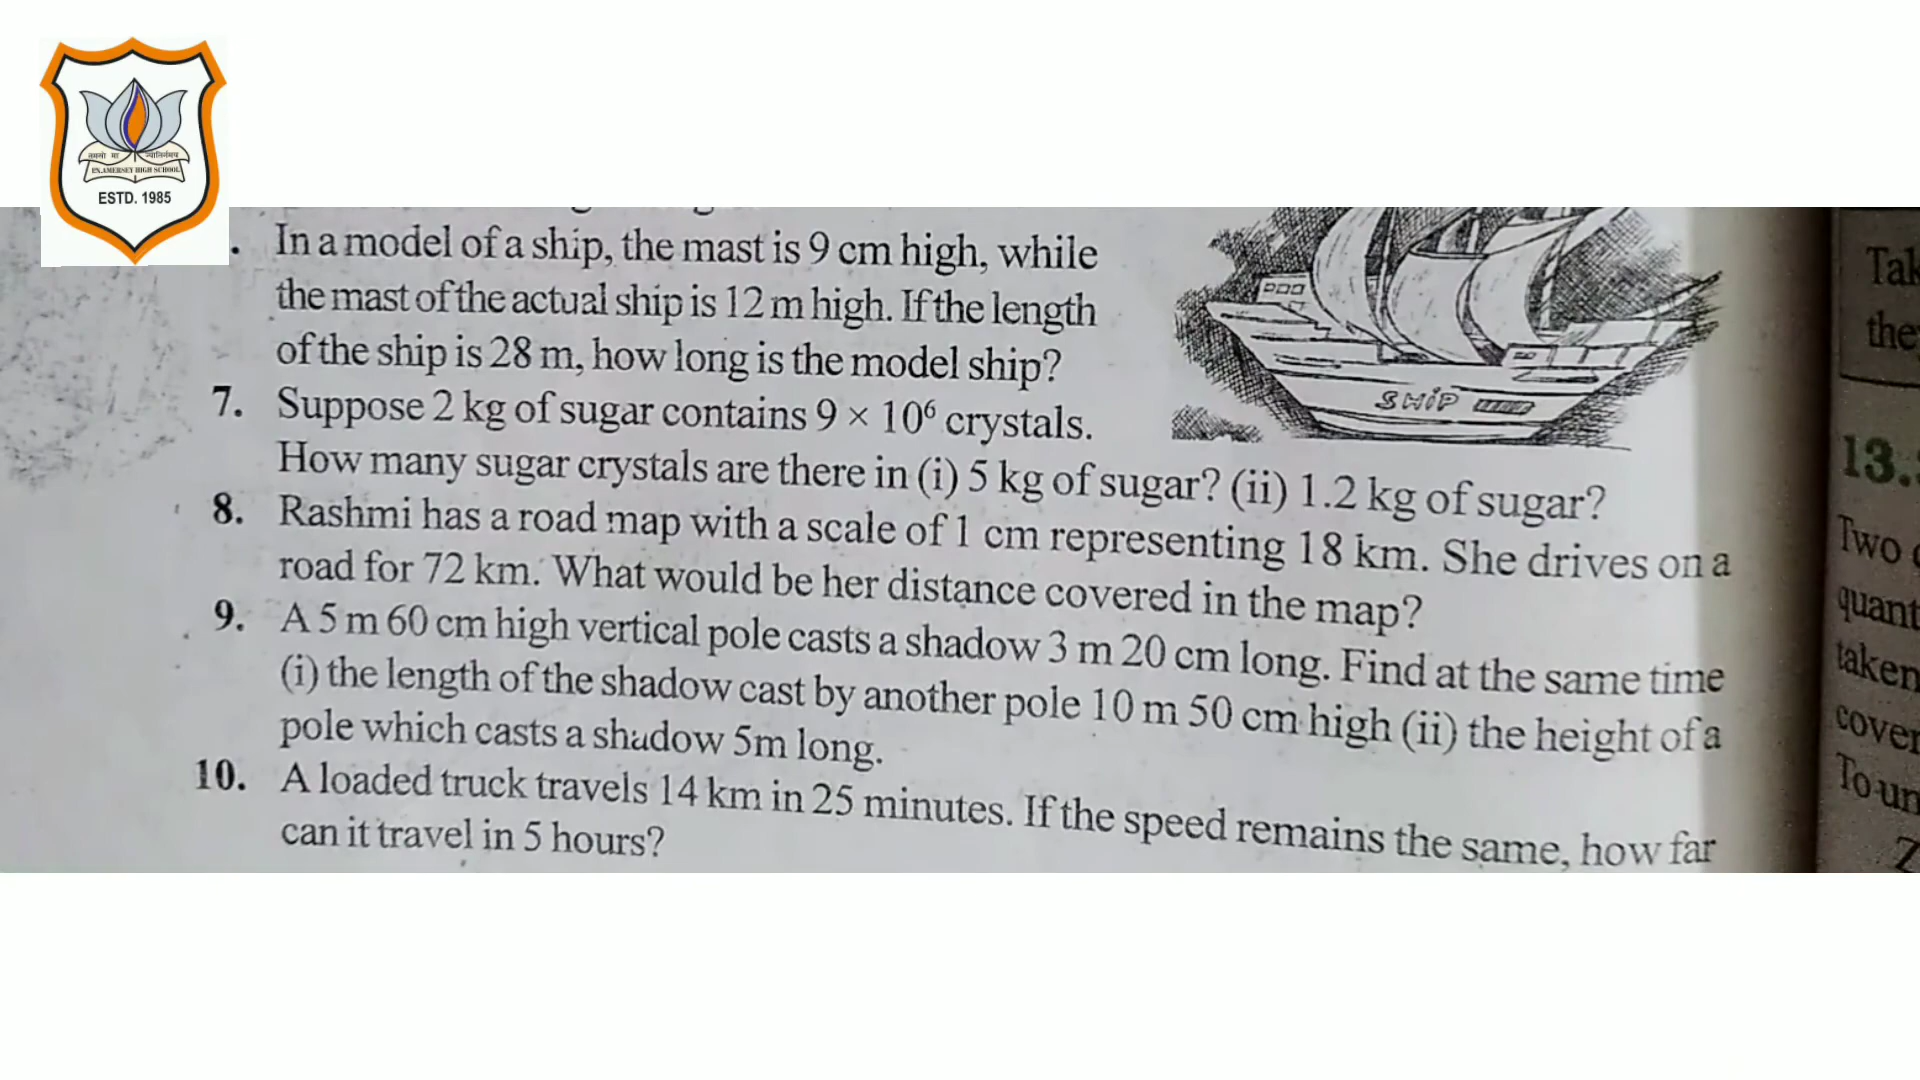 तमसो मा ज्योतिर्गमय
P.N.AMERSEY HIGH SCHOOL
ESTD. 1985
. In a model of a ship, the mast is 9 cm high, while
the mast of the actual ship is 12 m high. If the length
of the ship is 28 m, how long is the model ship?
SHIP
7. Suppose 2 kg of sugar contains 9 × 10⁶ crystals.
How many sugar crystals are there in (i) 5 kg of sugar? (ii) 1.2 kg of sugar?
8. Rashmi has a road map with a scale of 1 cm representing 18 km. She drives on a
road for 72 km. What would be her distance covered in the map?
9. A 5 m 60 cm high vertical pole casts a shadow 3 m 20 cm long. Find at the same time
(i) the length of the shadow cast by another pole 10 m 50 cm high (ii) the height of a
pole which casts a shadow 5m long.
10. A loaded truck travels 14 km in 25 minutes. If the speed remains the same, how far
can it travel in 5 hours?
Tak
the
13.
Two
quant
taken
cover
To un